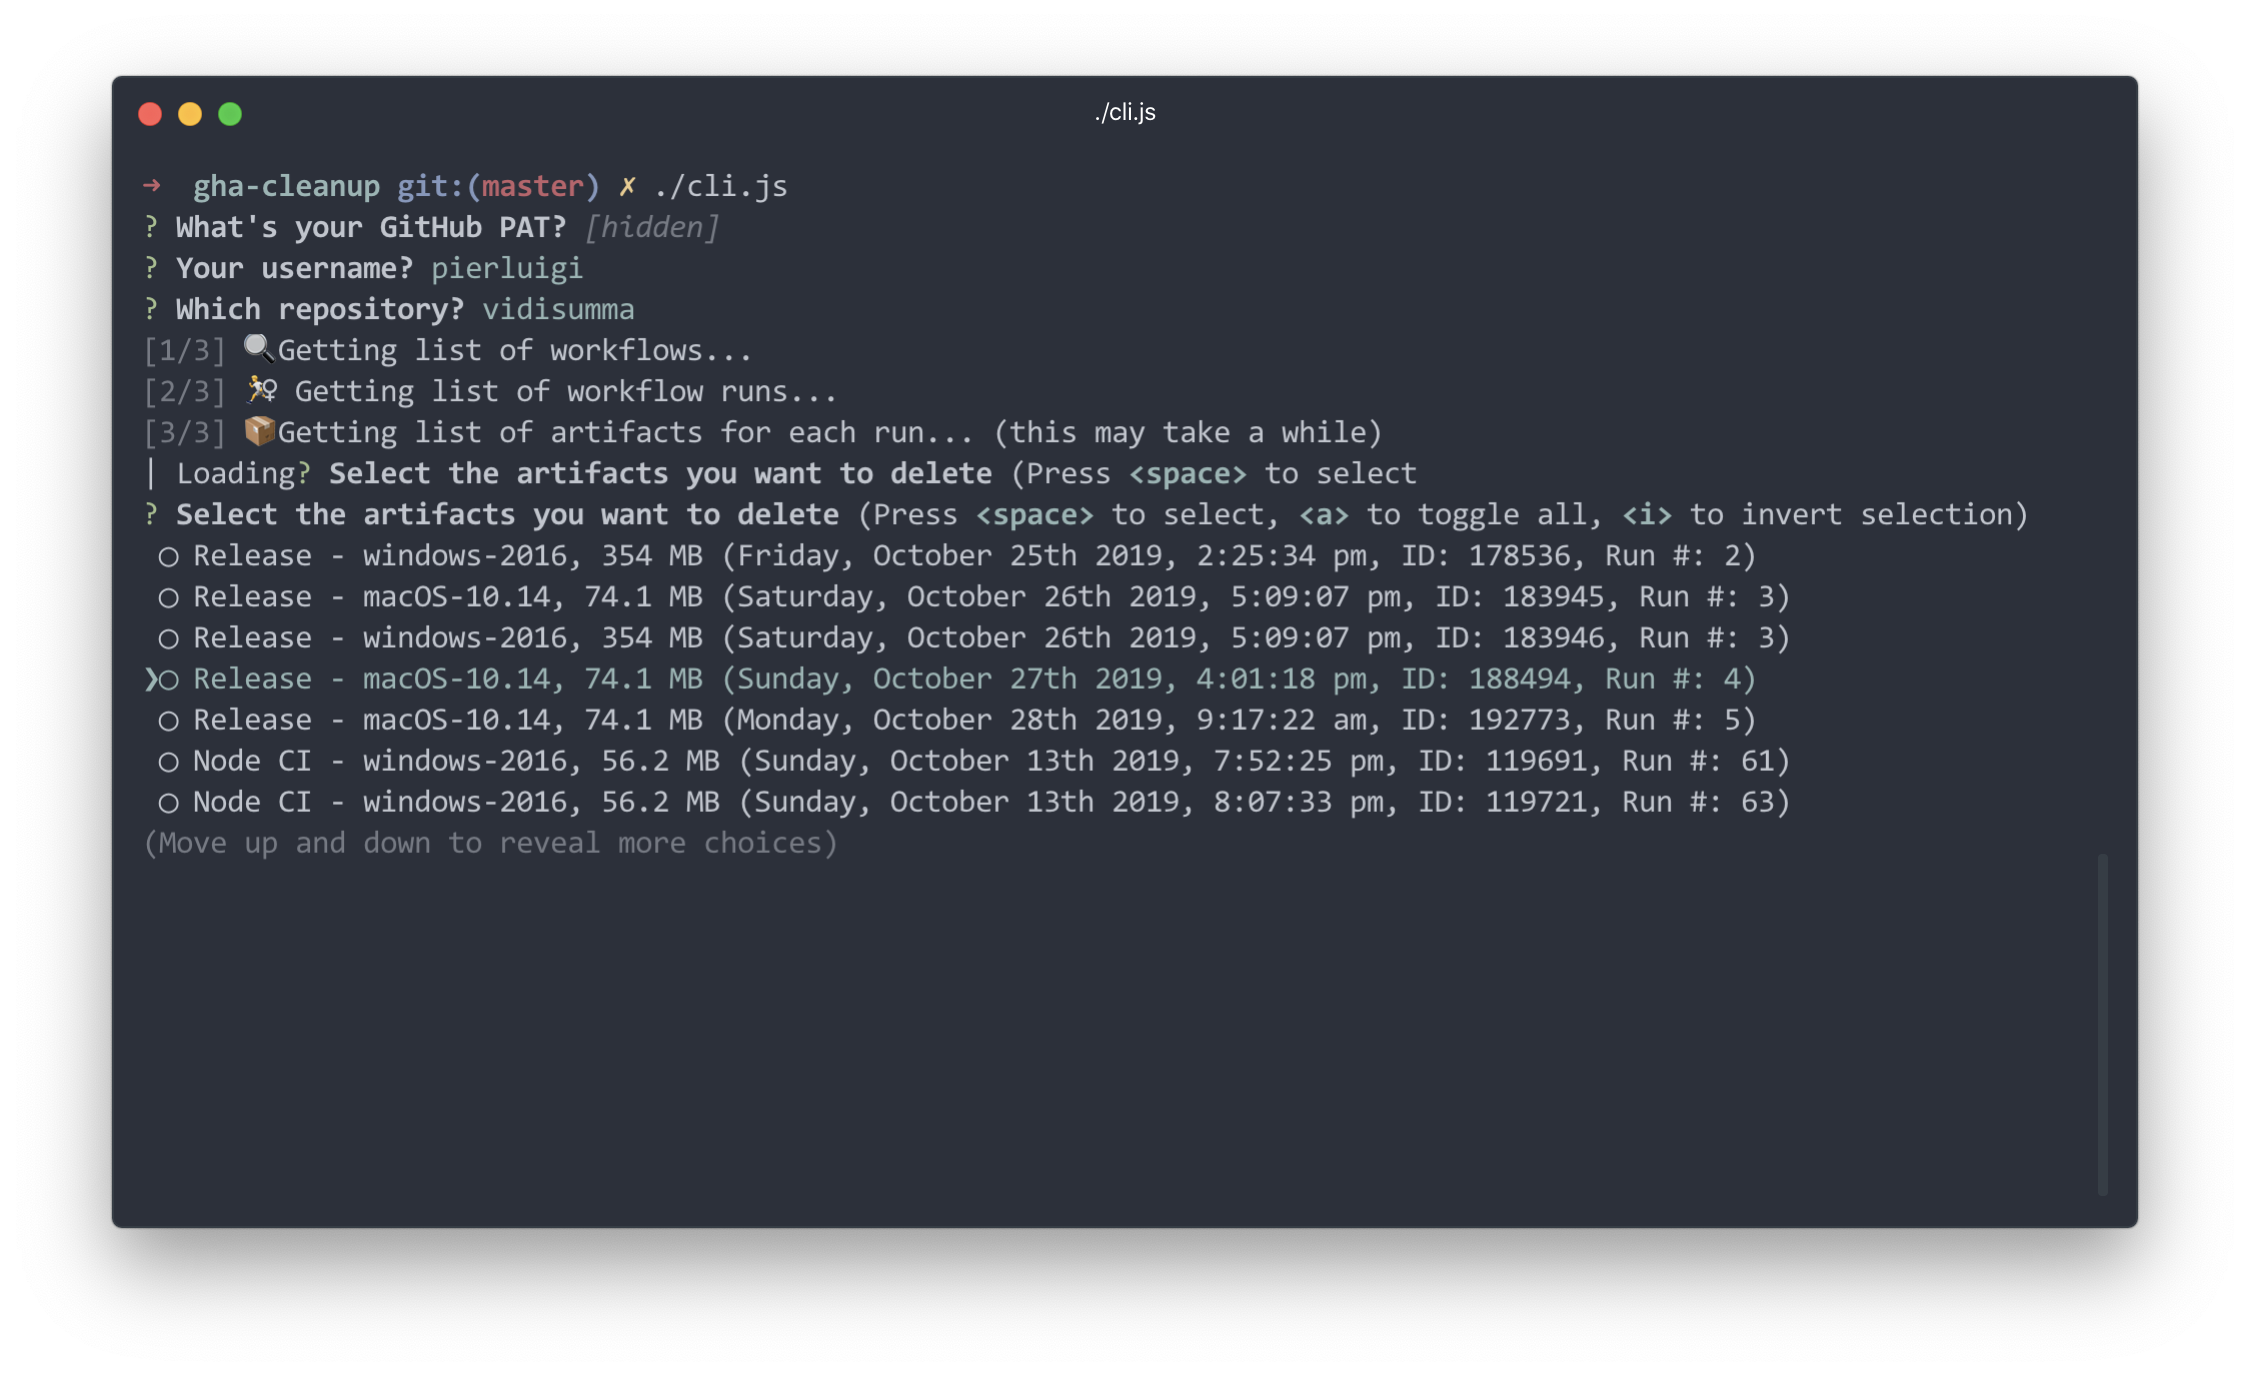 ./cli.js
➜  gha-cleanup git:(master) ✗ ./cli.js
? What's your GitHub PAT? [hidden]
? Your username? pierluigi
? Which repository? vidisumma
[1/3] 🔍Getting list of workflows...
[2/3] 🏃♀ Getting list of workflow runs...
[3/3] 📦Getting list of artifacts for each run... (this may take a while)
| Loading? Select the artifacts you want to delete (Press <space> to select
? Select the artifacts you want to delete (Press <space> to select, <a> to toggle all, <i> to invert selection)
◯ Release - windows-2016, 354 MB (Friday, October 25th 2019, 2:25:34 pm, ID: 178536, Run #: 2)
◯ Release - macOS-10.14, 74.1 MB (Saturday, October 26th 2019, 5:09:07 pm, ID: 183945, Run #: 3)
◯ Release - windows-2016, 354 MB (Saturday, October 26th 2019, 5:09:07 pm, ID: 183946, Run #: 3)
❯◯ Release - macOS-10.14, 74.1 MB (Sunday, October 27th 2019, 4:01:18 pm, ID: 188494, Run #: 4)
◯ Release - macOS-10.14, 74.1 MB (Monday, October 28th 2019, 9:17:22 am, ID: 192773, Run #: 5)
◯ Node CI - windows-2016, 56.2 MB (Sunday, October 13th 2019, 7:52:25 pm, ID: 119691, Run #: 61)
◯ Node CI - windows-2016, 56.2 MB (Sunday, October 13th 2019, 8:07:33 pm, ID: 119721, Run #: 63)
(Move up and down to reveal more choices)